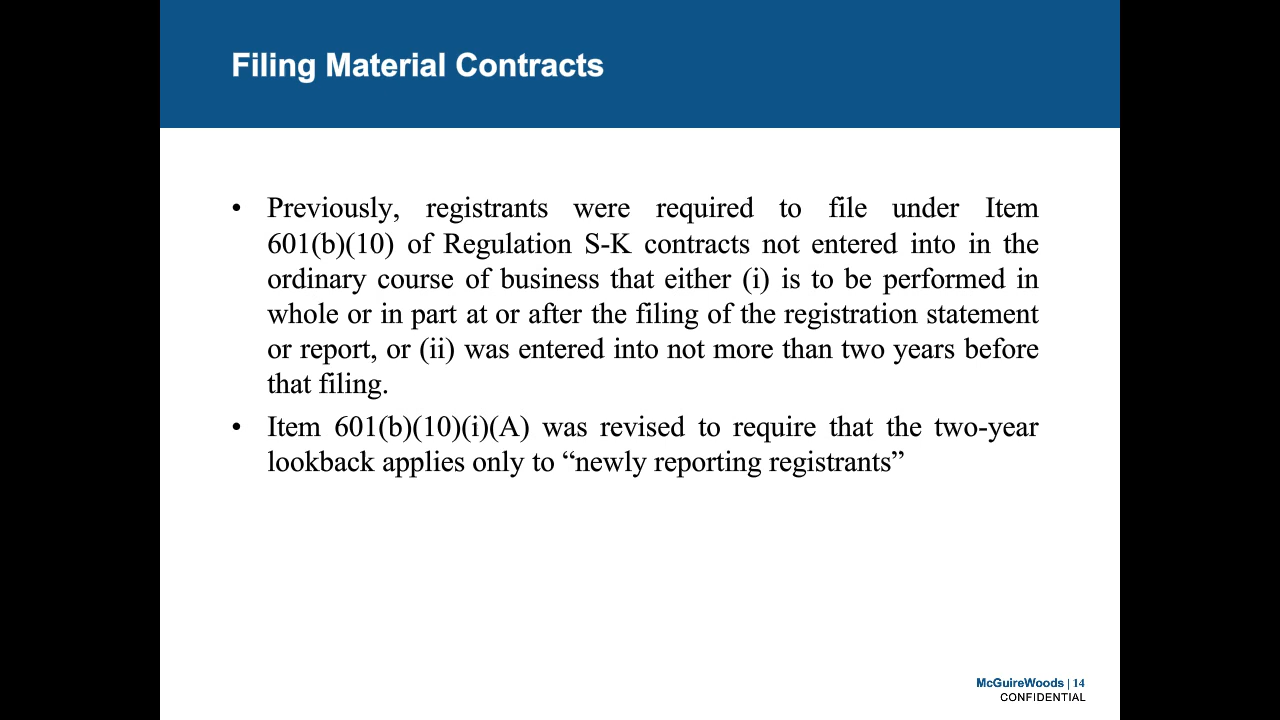 Filing Material Contracts
• Previously, registrants were required to file under Item
601(b)(10) of Regulation S-K contracts not entered into in the
ordinary course of business that either (i) is to be performed in
whole or in part at or after the filing of the registration statement
or report, or (ii) was entered into not more than two years before
that filing.
• Item 601(b)(10)(i)(A) was revised to require that the two-year
lookback applies only to “newly reporting registrants”
McGuireWoods | 14
CONFIDENTIAL